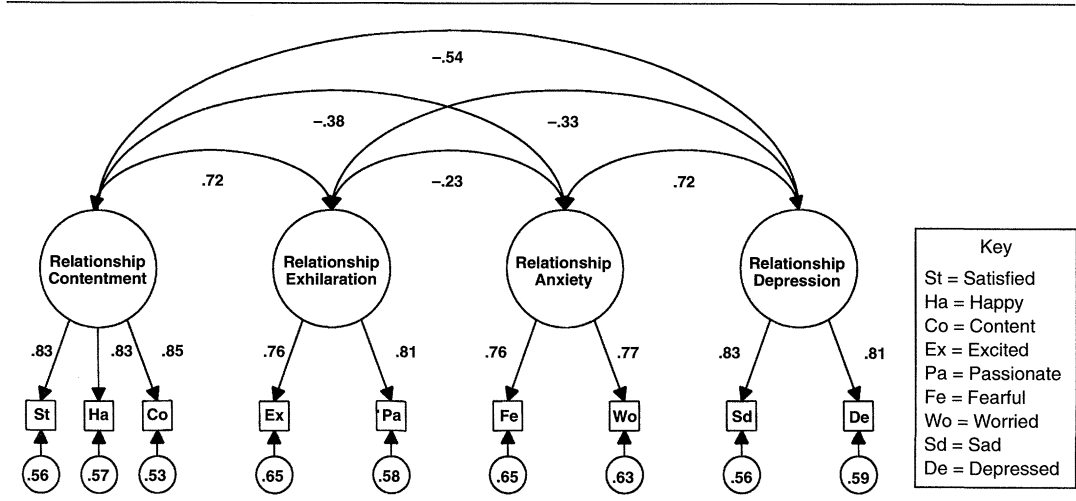 –.54
–.38
–.33
.72
–.23
.72
Relationship
Contentment
Relationship
Exhilaration
Relationship
Anxiety
Relationship
Depression
.83
.83
.85
.76
.81
.76
.77
.83
.81
St
Ha
Co
Ex
Pa
Fe
Wo
Sd
De
.56
.57
.53
.65
.58
.65
.63
.56
.59
Key
St = Satisfied
Ha = Happy
Co = Content
Ex = Excited
Pa = Passionate
Fe = Fearful
Wo = Worried
Sd = Sad
De = Depressed